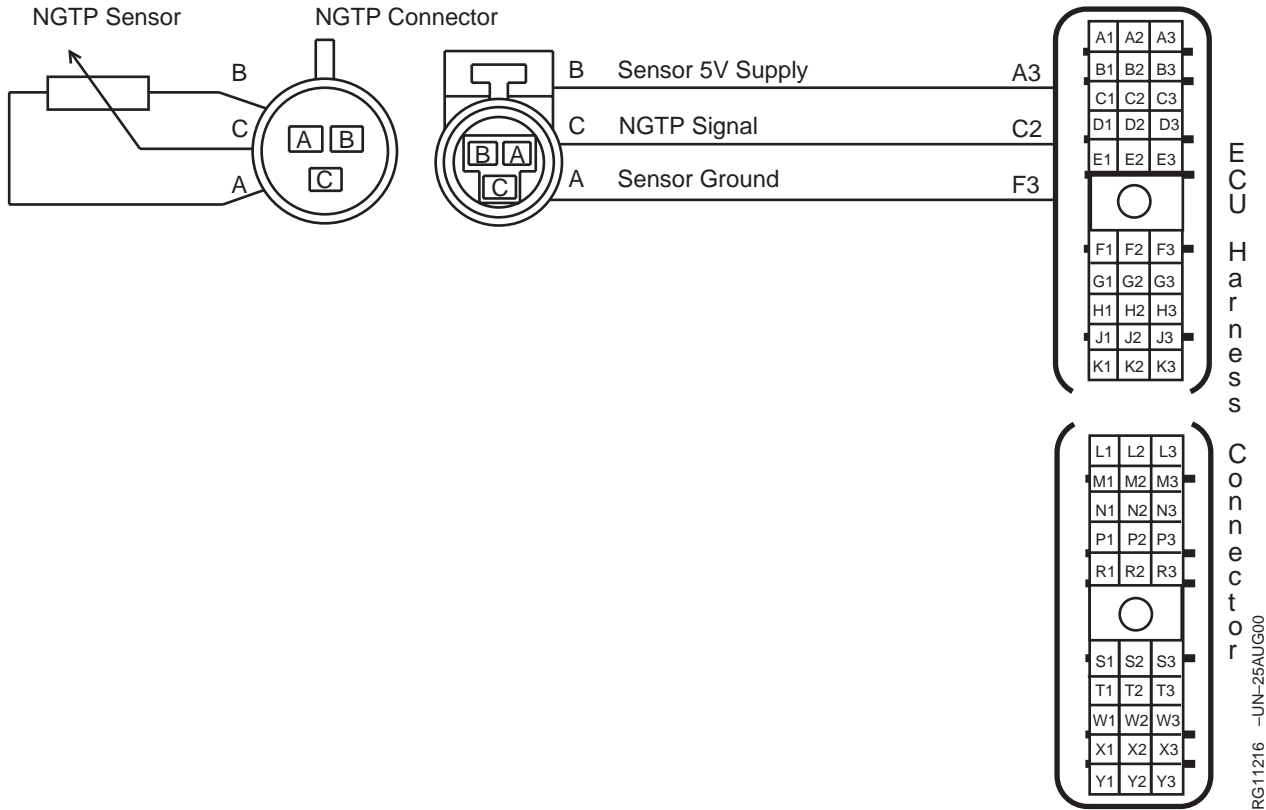 NGTP Sensor NGTP Connector
B
C
A
A B
C
B A
C
B Sensor 5V Supply A3
C NGTP Signal C2
A Sensor Ground F3
A1 A2 A3
B1 B2 B3
C1 C2 C3
D1 D2 D3
E1 E2 E3
F1 F2 F3
G1 G2 G3
H1 H2 H3
J1 J2 J3
K1 K2 K3
L1 L2 L3
M1 M2 M3
N1 N2 N3
P1 P2 P3
R1 R2 R3
S1 S2 S3
T1 T2 T3
W1 W2 W3
X1 X2 X3
Y1 Y2 Y3
ECU Harness Connector
RG11216 –UN–25AUG00